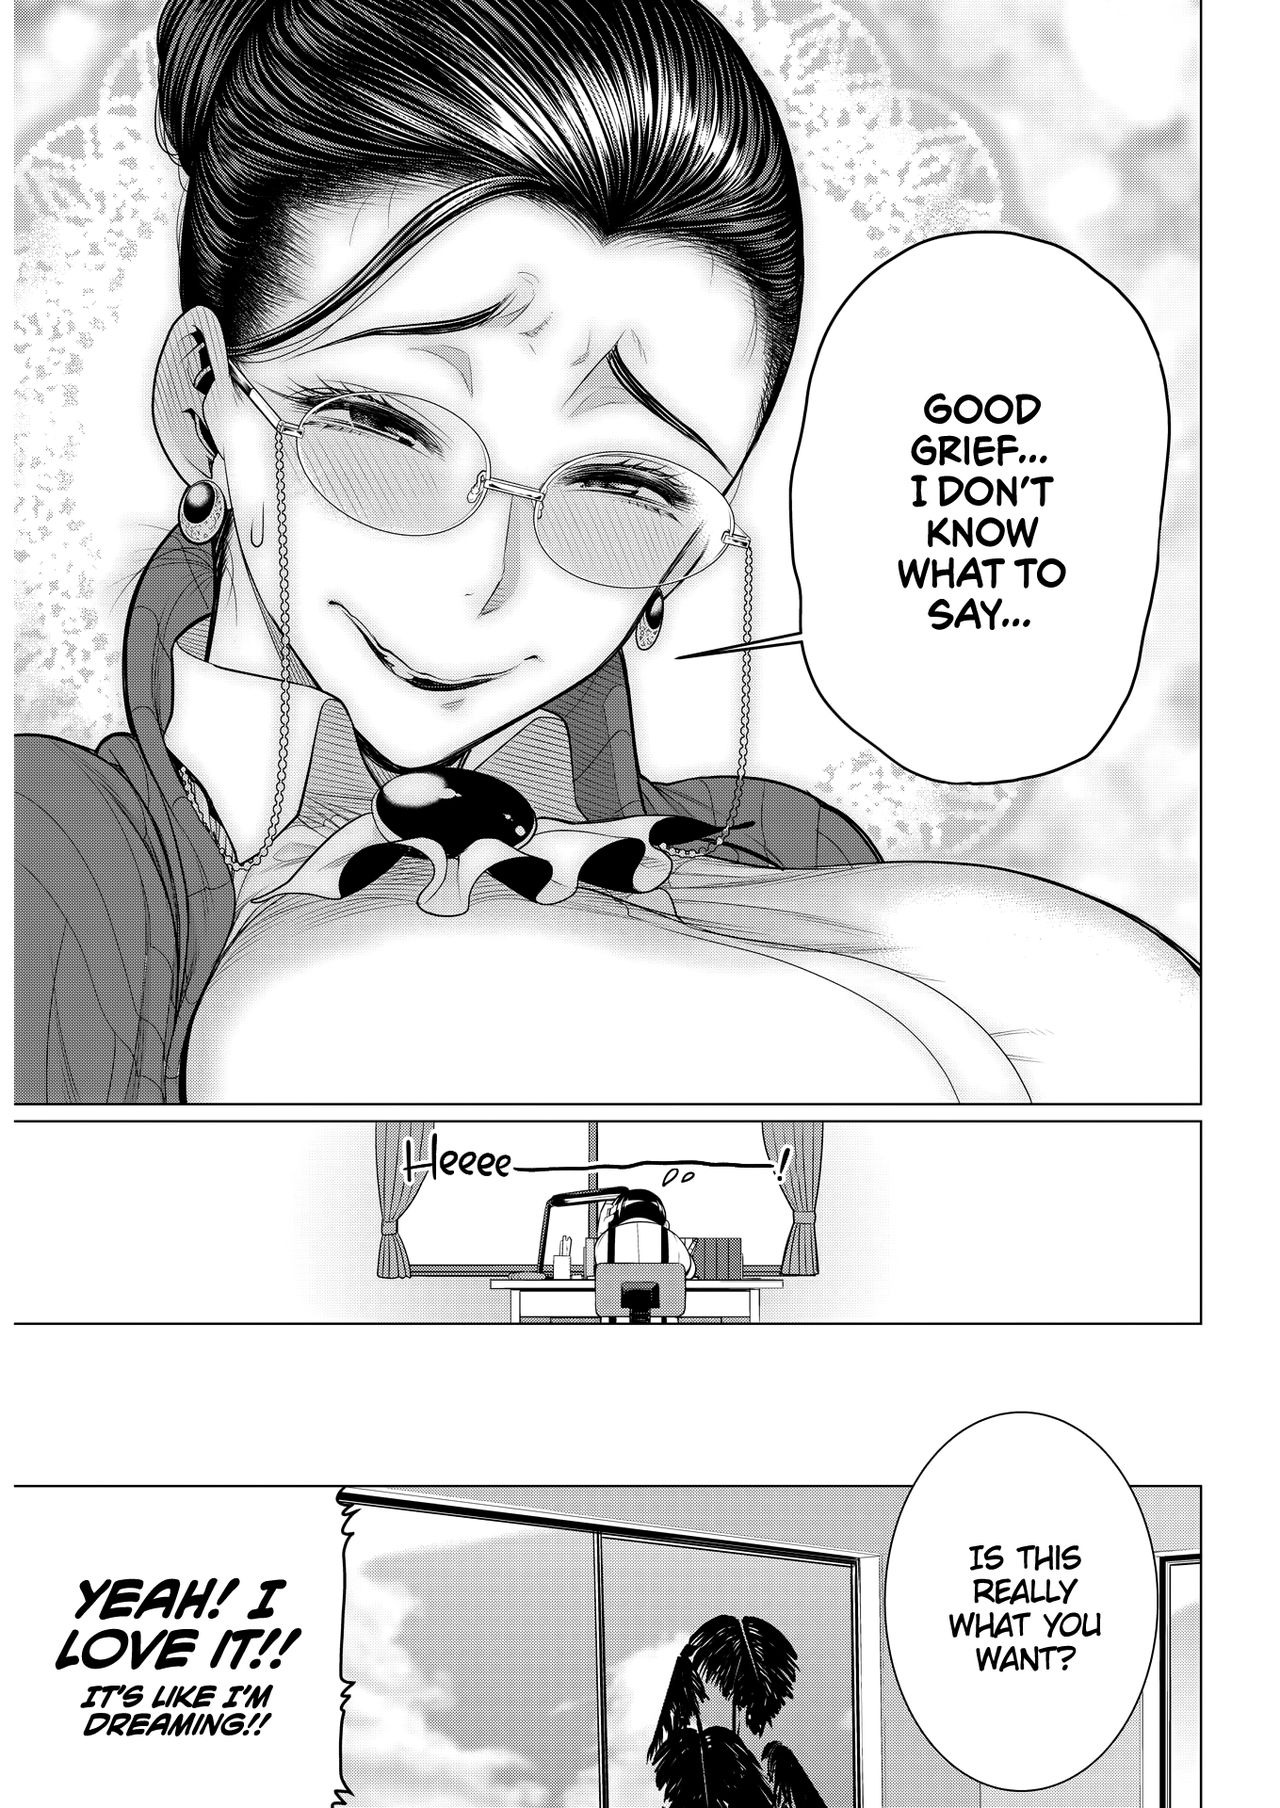 GOOD
GRIEF...
I DON'T
KNOW
WHAT TO
SAY...
Heeee!
IS THIS
REALLY
WHAT YOU
WANT?
YEAH! I
LOVE IT!!
IT'S LIKE I'M
DREAMING!!